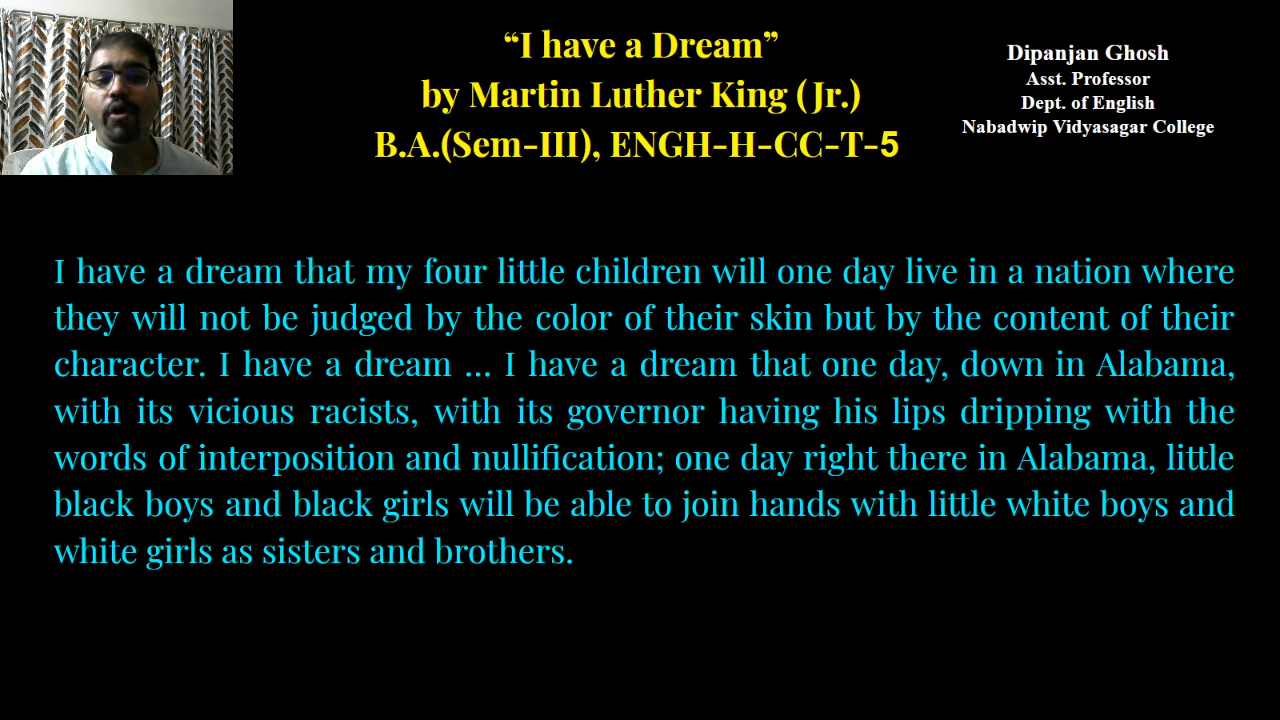 “I have a Dream”
by Martin Luther King (Jr.)
B.A.(Sem-III), ENGH-H-CC-T-5
Dipanjan Ghosh
Asst. Professor
Dept. of English
Nabadwip Vidyasagar College
I have a dream that my four little children will one day live in a nation where
they will not be judged by the color of their skin but by the content of their
character. I have a dream ... I have a dream that one day, down in Alabama,
with its vicious racists, with its governor having his lips dripping with the
words of interposition and nullification; one day right there in Alabama, little
black boys and black girls will be able to join hands with little white boys and
white girls as sisters and brothers.